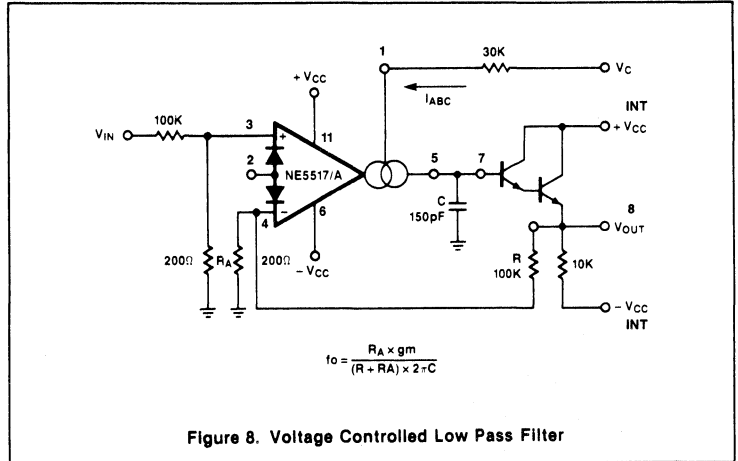 1
30K
VC
IABC
INT
+ VCC
+ VCC
100K
VIN
3
+
11
5
7
2
NE5517/A
C
150pF
8
VOUT
4
−
6
200Ω
RA
200Ω
− VCC
R
100K
10K
− VCC
INT
fo = RA × gm
(R + RA) × 2πC
Figure 8. Voltage Controlled Low Pass Filter